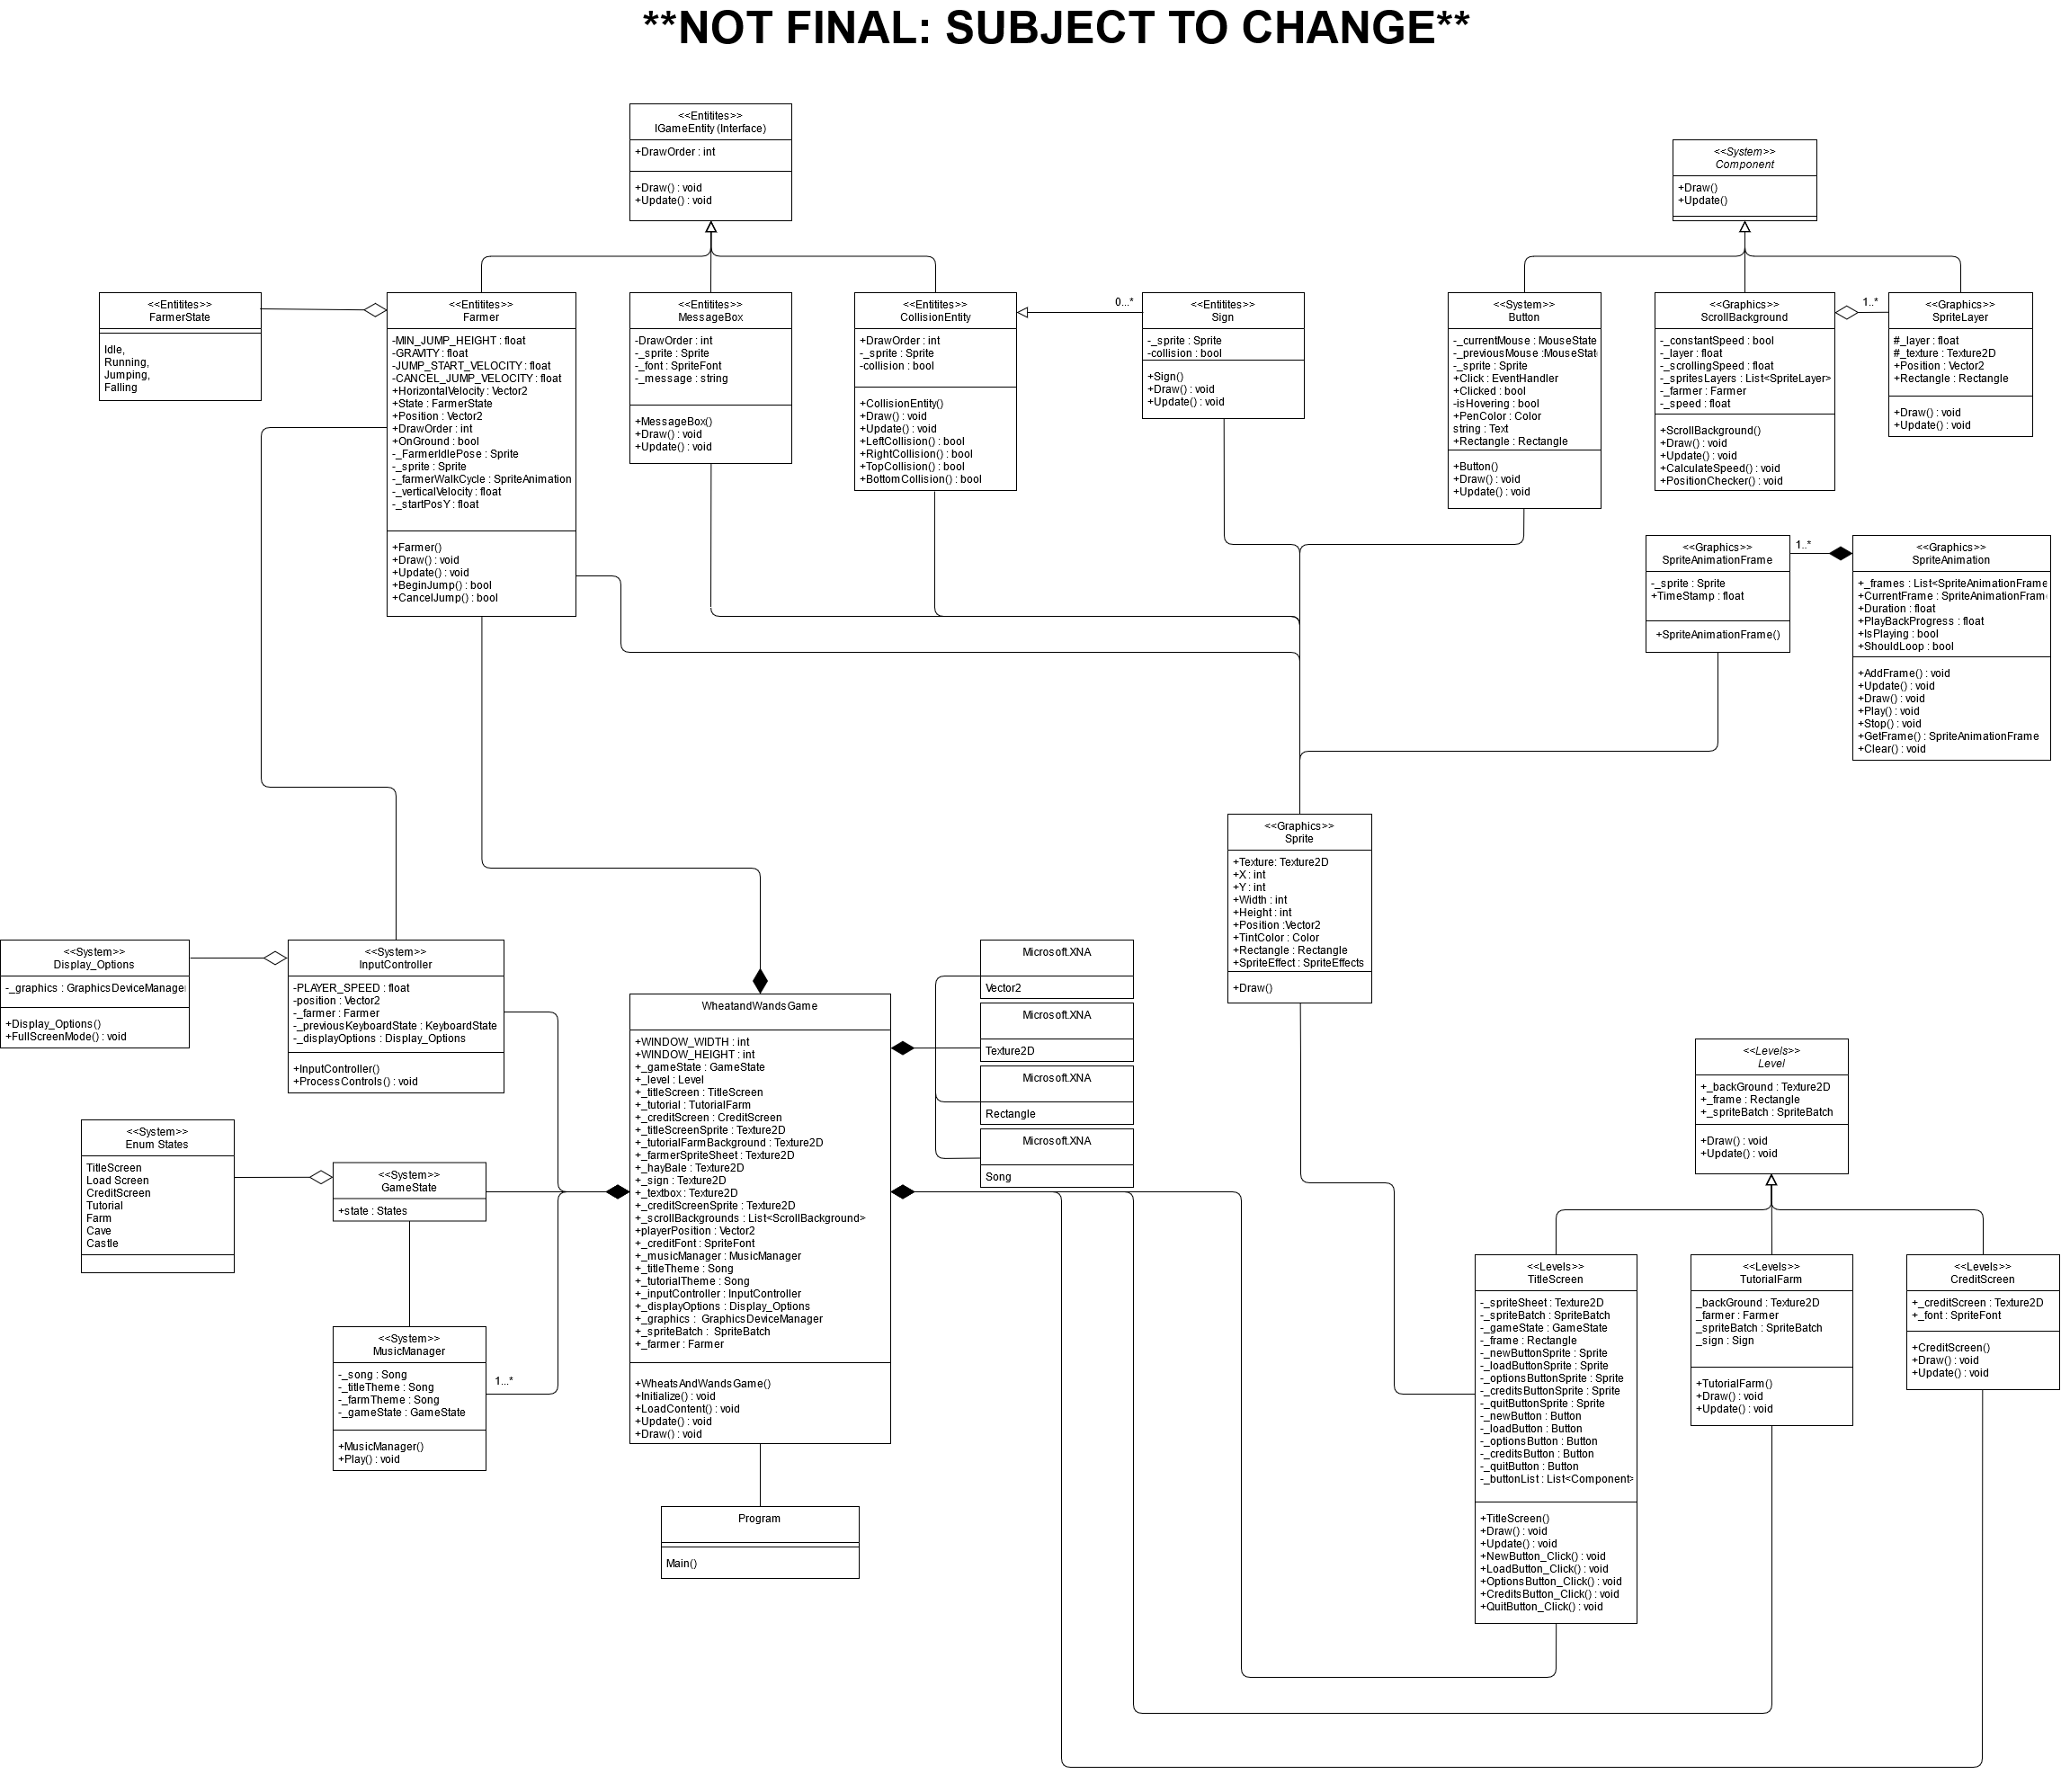 **NOT FINAL: SUBJECT TO CHANGE**
<<Entitites>>
IGameEntity (Interface)
+DrawOrder : int
+Draw() : void
+Update() : void
<<System>>
Component
+Draw()
+Update()
<<Entitites>>
FarmerState
Idle,
Running,
Jumping,
Falling
<<Entitites>>
Farmer
-MIN_JUMP_HEIGHT : float
-GRAVITY : float
-JUMP_START_VELOCITY : float
-CANCEL_JUMP_VELOCITY : float
+HorizontalVelocity : Vector2
+State : FarmerState
+Position : Vector2
+DrawOrder : int
+OnGround : bool
-_FarmerIdlePose : Sprite
-_sprite : Sprite
-_farmerWalkCycle : SpriteAnimation
-_verticalVelocity : float
-_startPosY : float
+Farmer()
+Draw() : void
+Update() : void
+BeginJump() : bool
+CancelJump() : bool
<<Entitites>>
MessageBox
-DrawOrder : int
-_sprite : Sprite
-_font : SpriteFont
-_message : string
+MessageBox()
+Draw() : void
+Update() : void
<<Entitites>>
CollisionEntity
+DrawOrder : int
-_sprite : Sprite
-collision : bool
+CollisionEntity()
+Draw() : void
+Update() : void
+LeftCollision() : bool
+RightCollision() : bool
+TopCollision() : bool
+BottomCollision() : bool
0...*
<<Entitites>>
Sign
-_sprite : Sprite
-collision : bool
+Sign()
+Draw() : void
+Update() : void
<<System>>
Button
-_currentMouse : MouseState
-_previousMouse :MouseState
-_sprite : Sprite
+Click : EventHandler
+Clicked : bool
-isHovering : bool
+PenColor : Color
string : Text
+Rectangle : Rectangle
+Button()
+Draw() : void
+Update() : void
<<Graphics>>
ScrollBackground
-_constantSpeed : bool
-_layer : float
-_scrollingSpeed : float
-_spritesLayers : List<SpriteLayer>
-_farmer : Farmer
-_speed : float
+ScrollBackground()
+Draw() : void
+Update() : void
+CalculateSpeed() : void
+PositionChecker() : void
1..*
<<Graphics>>
SpriteLayer
#_layer : float
#_texture : Texture2D
+Position : Vector2
+Rectangle : Rectangle
+Draw() : void
+Update() : void
<<Graphics>>
SpriteAnimationFrame
-_sprite : Sprite
+TimeStamp : float
+SpriteAnimationFrame()
1..*
<<Graphics>>
SpriteAnimation
+_frames : List<SpriteAnimationFrame
+CurrentFrame : SpriteAnimationFrame
+Duration : float
+PlayBackProgress : float
+IsPlaying : bool
+ShouldLoop : bool
+AddFrame() : void
+Update() : void
+Draw() : void
+Play() : void
+Stop() : void
+GetFrame() : SpriteAnimationFrame
+Clear() : void
<<Graphics>>
Sprite
+Texture: Texture2D
+X : int
+Y : int
+Width : int
+Height : int
+Position :Vector2
+TintColor : Color
+Rectangle : Rectangle
+SpriteEffect : SpriteEffects
+Draw()
<<System>>
Display_Options
-_graphics : GraphicsDeviceManager
+Display_Options()
+FullScreenMode() : void
<<System>>
InputController
-PLAYER_SPEED : float
-position : Vector2
-_farmer : Farmer
-_previousKeyboardState : KeyboardState
-_displayOptions : Display_Options
+InputController()
+ProcessControls() : void
<<System>>
Enum States
TitleScreen
Load Screen
CreditScreen
Tutorial
Farm
Cave
Castle
<<System>>
GameState
+state : States
<<System>>
MusicManager
-_song : Song
-_titleTheme : Song
-_farmTheme : Song
-_gameState : GameState
+MusicManager()
+Play() : void
1...*
WheatandWandsGame
+WINDOW_WIDTH : int
+WINDOW_HEIGHT : int
+_gameState : GameState
+_level : Level
+_titleScreen : TitleScreen
+_tutorial : TutorialFarm
+_creditScreen : CreditScreen
+_titleScreenSprite : Texture2D
+_tutorialFarmBackground : Texture2D
+_farmerSpriteSheet : Texture2D
+_hayBale : Texture2D
+_sign : Texture2D
+_textbox : Texture2D
+_creditScreenSprite : Texture2D
+_scrollBackgrounds : List<ScrollBackground>
+playerPosition : Vector2
+_creditFont : SpriteFont
+_musicManager : MusicManager
+_titleTheme : Song
+_tutorialTheme : Song
+_inputController : InputController
+_displayOptions : Display_Options
+_graphics : GraphicsDeviceManager
+_spriteBatch : SpriteBatch
+_farmer : Farmer
+WheatsAndWandsGame()
+Initialize() : void
+LoadContent() : void
+Update() : void
+Draw() : void
Microsoft.XNA
Vector2
Microsoft.XNA
Texture2D
Microsoft.XNA
Rectangle
Microsoft.XNA
Song
Program
Main()
<<Levels>>
Level
+_backGround : Texture2D
+_frame : Rectangle
+_spriteBatch : SpriteBatch
+Draw() : void
+Update() : void
<<Levels>>
TitleScreen
-_spriteSheet : Texture2D
-_spriteBatch : SpriteBatch
-_gameState : GameState
-_frame : Rectangle
-_newButtonSprite : Sprite
-_loadButtonSprite : Sprite
-_optionsButtonSprite : Sprite
-_creditsButtonSprite : Sprite
-_quitButtonSprite : Sprite
-_newButton : Button
-_loadButton : Button
-_optionsButton : Button
-_creditsButton : Button
-_quitButton : Button
-_buttonList : List<Component>
+TitleScreen()
+Draw() : void
+Update() : void
+NewButton_Click() : void
+LoadButton_Click() : void
+OptionsButton_Click() : void
+CreditsButton_Click() : void
+QuitButton_Click() : void
<<Levels>>
TutorialFarm
_backGround : Texture2D
_farmer : Farmer
_spriteBatch : SpriteBatch
_sign : Sign
+TutorialFarm()
+Draw() : void
+Update() : void
<<Levels>>
CreditScreen
+_creditScreen : Texture2D
+_font : SpriteFont
+CreditScreen()
+Draw() : void
+Update() : void